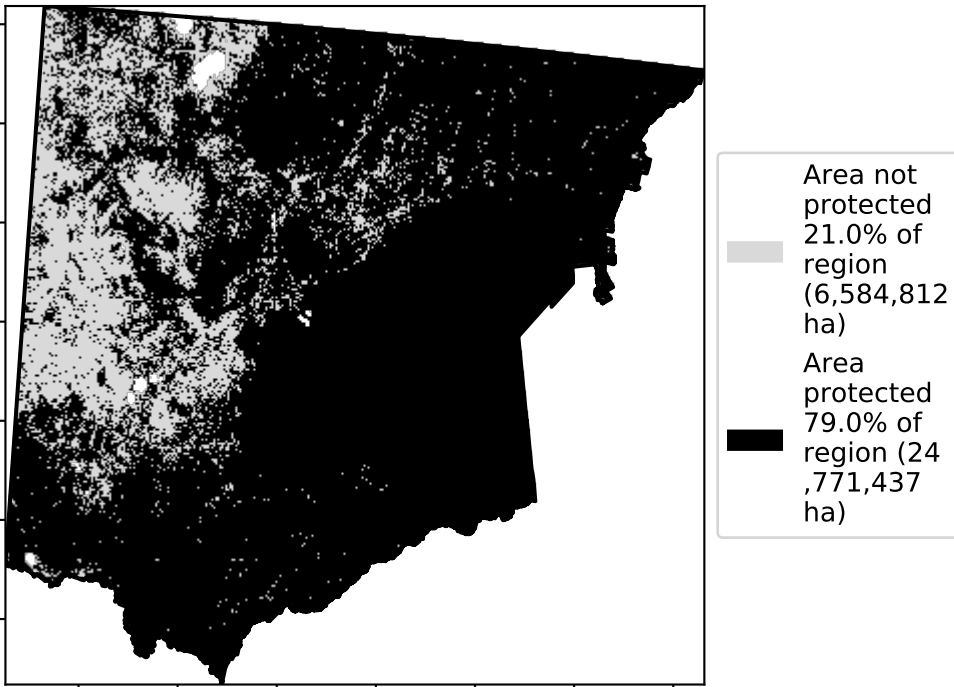 Area not
protected
21.0% of
region
(6,584,812
ha)
Area
protected
79.0% of
region (24
,771,437
ha)